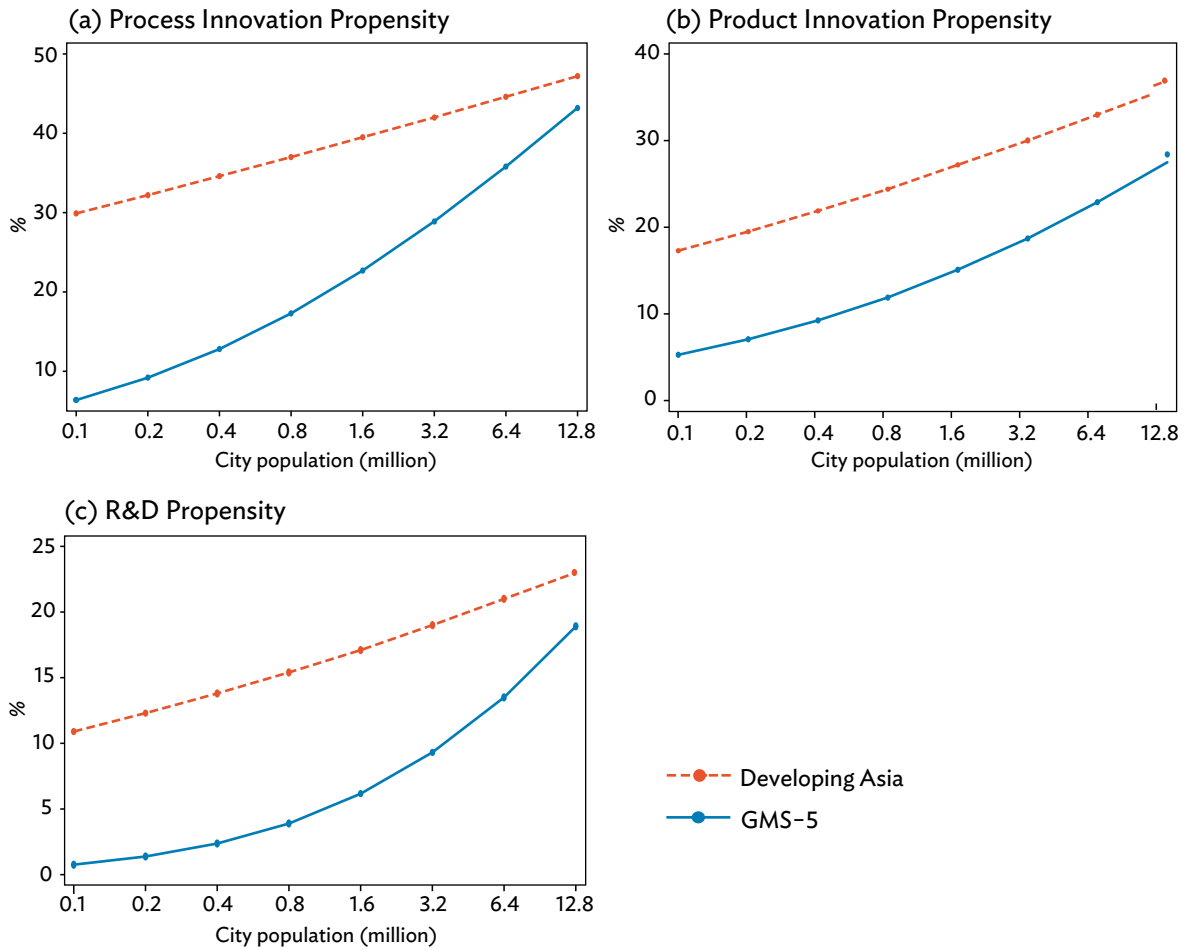 (a) Process Innovation Propensity
50
40
30
20
10
%
0.1 0.2 0.4 0.8 1.6 3.2 6.4 12.8
City population (million)
(b) Product Innovation Propensity
40
30
20
10
0
%
0.1 0.2 0.4 0.8 1.6 3.2 6.4 12.8
City population (million)
(c) R&D Propensity
25
20
15
10
5
0
%
0.1 0.2 0.4 0.8 1.6 3.2 6.4 12.8
City population (million)
Developing Asia
GMS-5